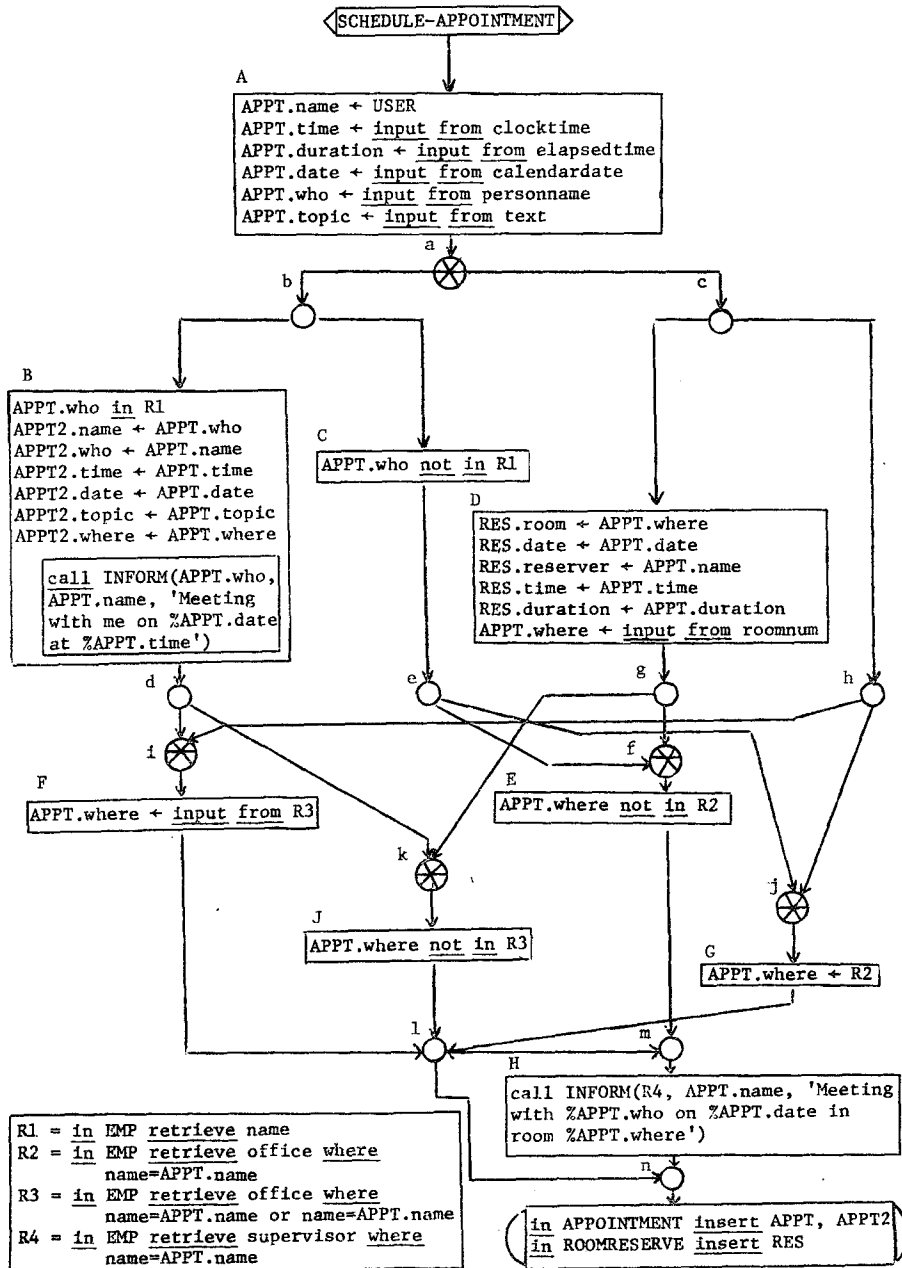 SCHEDULE-APPOINTMENT
A
APPT.name ← USER
APPT.time ← input from clocktime
APPT.duration ← input from elapsedtime
APPT.date ← input from calendardate
APPT.who ← input from personname
APPT.topic ← input from text
a
b
c
B
APPT.who in R1
APPT2.name ← APPT.who
APPT2.who ← APPT.name
APPT2.time ← APPT.time
APPT2.date ← APPT.date
APPT2.topic ← APPT.topic
APPT2.where ← APPT.where
call INFORM(APPT.who,
APPT.name, 'Meeting
with me on %APPT.date
at %APPT.time')
C
APPT.who not in R1
D
RES.room ← APPT.where
RES.date ← APPT.date
RES.reserver ← APPT.name
RES.time ← APPT.time
RES.duration ← APPT.duration
APPT.where ← input from roomnum
d
e
g
h
i
f
F
APPT.where ← input from R3
E
APPT.where not in R2
k
j
J
APPT.where not in R3
G
APPT.where ← R2
l
m
H
call INFORM(R4, APPT.name, 'Meeting
with %APPT.who on %APPT.date in
room %APPT.where')
n
R1 = in EMP retrieve name
R2 = in EMP retrieve office where
name=APPT.name
R3 = in EMP retrieve office where
name=APPT.name or name=APPT.name
R4 = in EMP retrieve supervisor where
name=APPT.name
in APPOINTMENT insert APPT, APPT2
in ROOMRESERVE insert RES